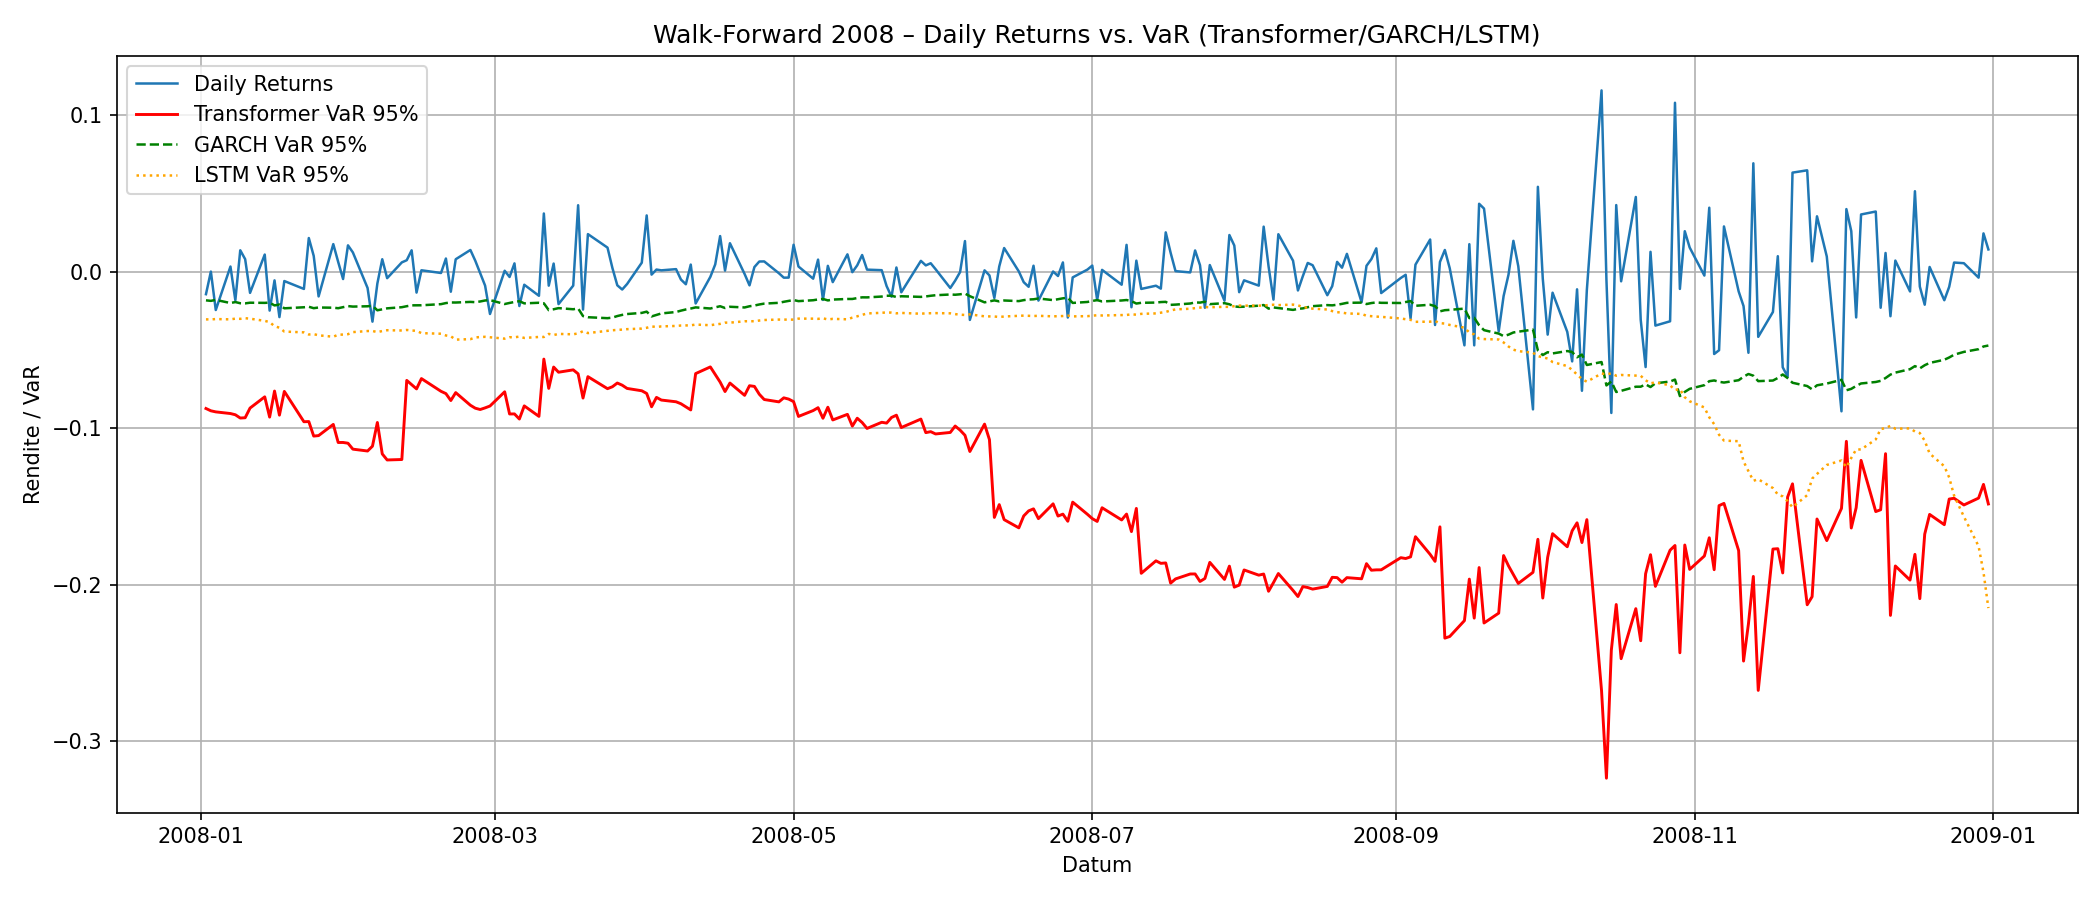 Walk-Forward 2008 – Daily Returns vs. VaR (Transformer/GARCH/LSTM)
Daily Returns
Transformer VaR 95%
GARCH VaR 95%
LSTM VaR 95%
Rendite / VaR
0.1
0.0
−0.1
−0.2
−0.3
2008-01
2008-03
2008-05
2008-07
2008-09
2008-11
2009-01
Datum